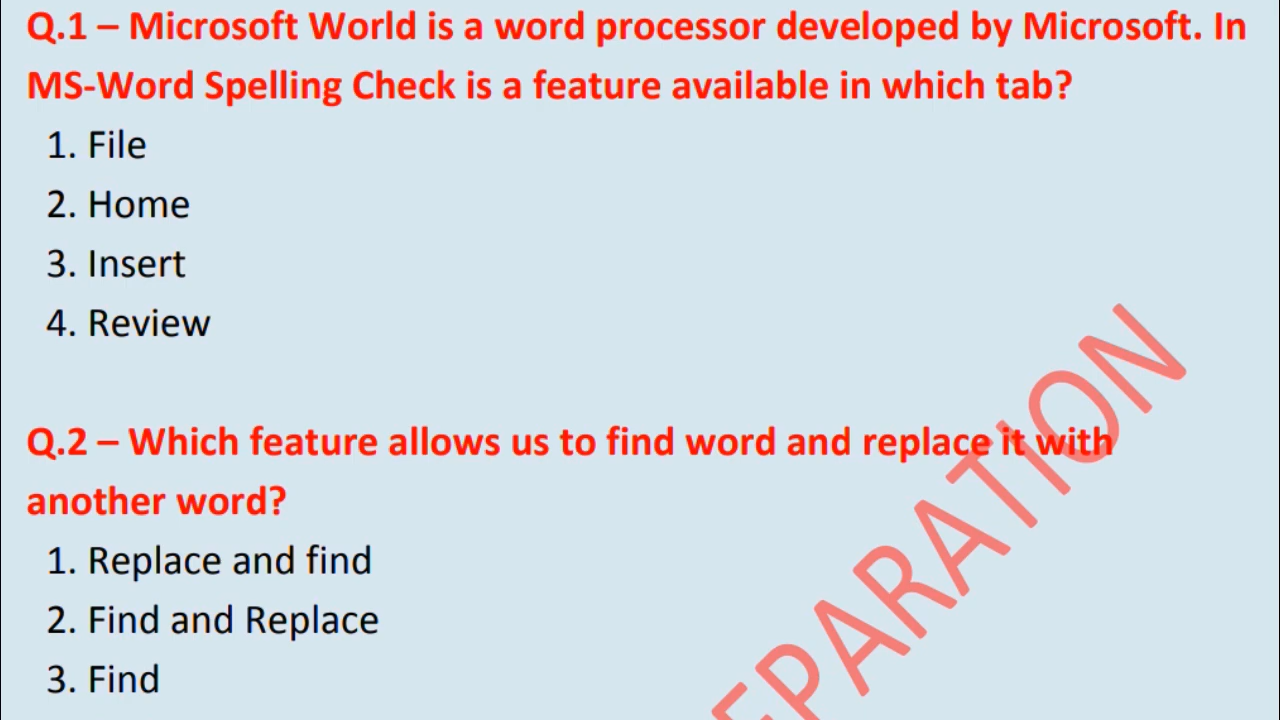 Q.1 – Microsoft World is a word processor developed by Microsoft. In
MS-Word Spelling Check is a feature available in which tab?
1. File
2. Home
3. Insert
4. Review
Q.2 – Which feature allows us to find word and replace it with
another word?
1. Replace and find
2. Find and Replace
3. Find